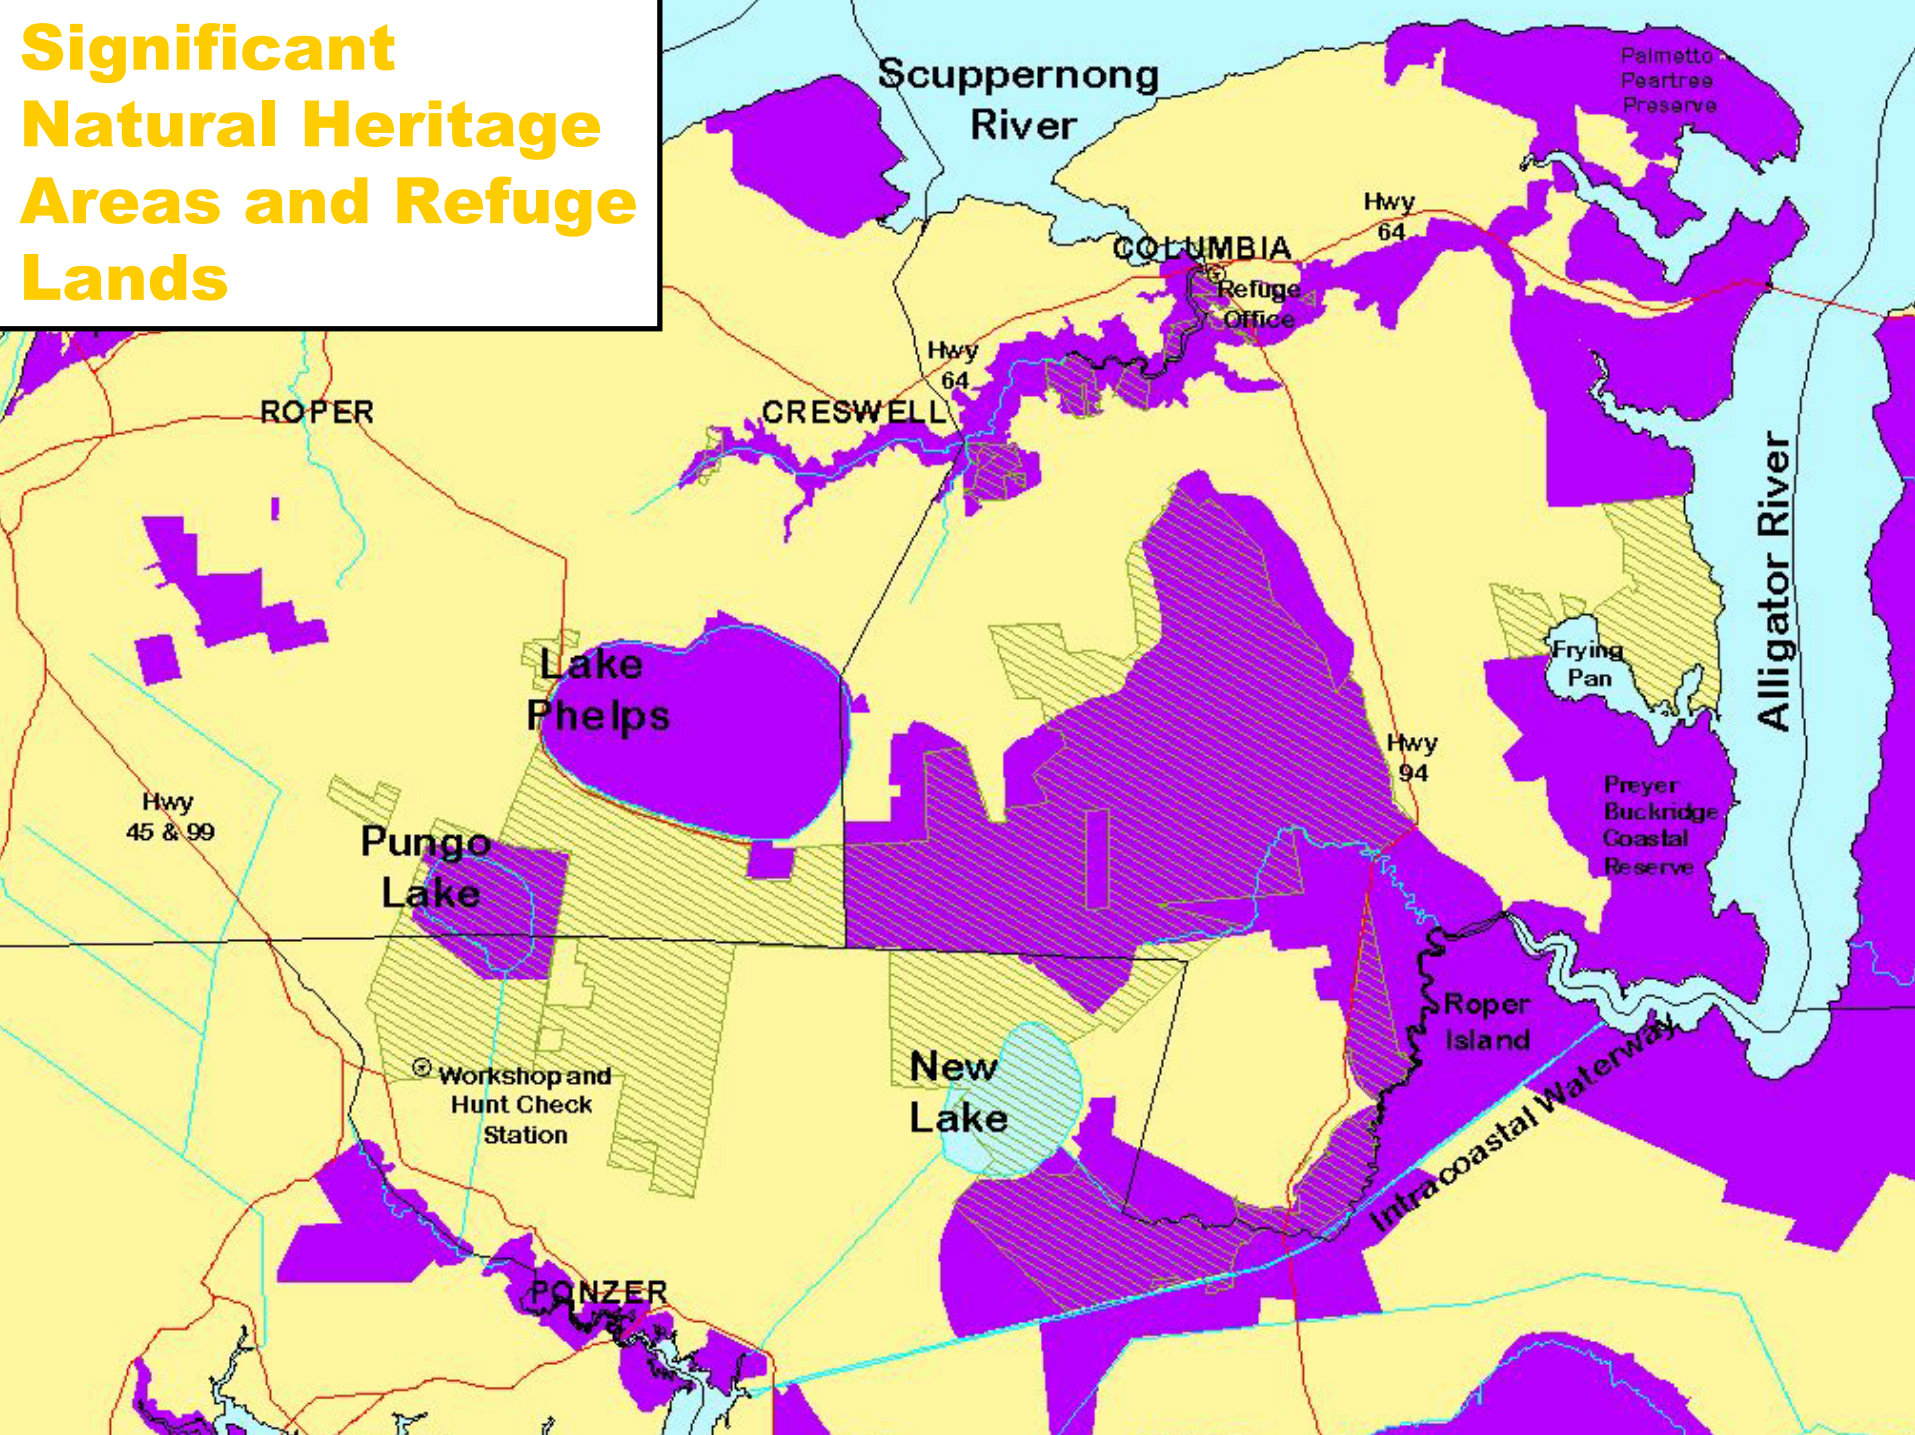 Significant
Natural Heritage
Areas and Refuge
Lands
Scuppernong
River
Palmetto
Peartree
Preserve
Hwy
64
COLUMBIA
Refuge
Office
Hwy
64
ROPER
CRESWELL
Alligator River
Frying
Pan
Lake
Phelps
Hwy
94
Preyer
Buckridge
Coastal
Reserve
Hwy
45 & 99
Pungo
Lake
Roper
Island
New
Lake
Workshop and
Hunt Check
Station
Intracoastal Waterway
PONZER